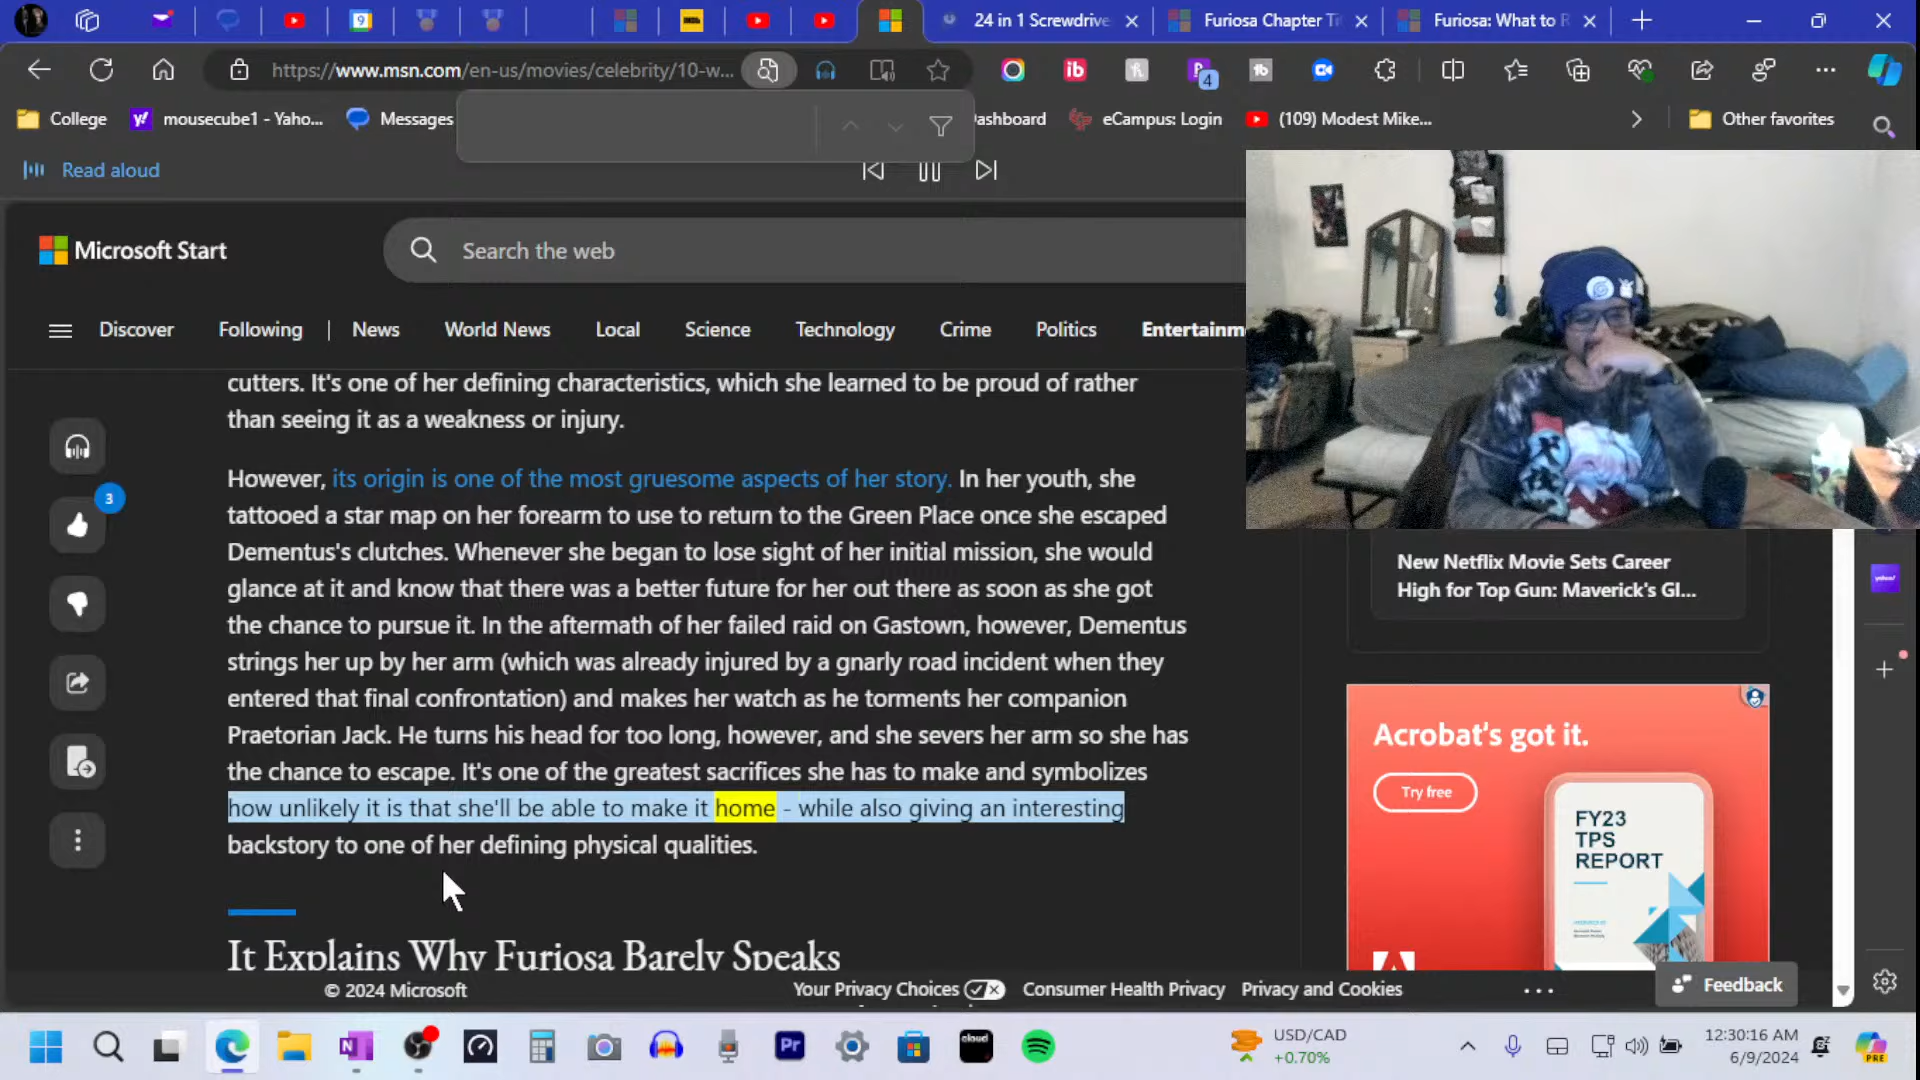 9
24 in 1 Screwdrive
Furiosa Chapter Ti
Furiosa: What to R
https://www.msn.com/en-us/movies/celebrity/10-w...
4
College
mousecube1 - Yaho...
Messages
ashboard
eCampus: Login
(109) Modest Mike...
Other favorites
Read aloud
Microsoft Start
Search the web
Discover
Following
News
World News
Local
Science
Technology
Crime
Politics
Entertainm
cutters. It's one of her defining characteristics, which she learned to be proud of rather
than seeing it as a weakness or injury.
3
However, its origin is one of the most gruesome aspects of her story. In her youth, she
tattooed a star map on her forearm to use to return to the Green Place once she escaped
Dementus's clutches. Whenever she began to lose sight of her initial mission, she would
glance at it and know that there was a better future for her out there as soon as she got
the chance to pursue it. In the aftermath of her failed raid on Gastown, however, Dementus
strings her up by her arm (which was already injured by a gnarly road incident when they
entered that final confrontation) and makes her watch as he torments her companion
Praetorian Jack. He turns his head for too long, however, and she severs her arm so she has
the chance to escape. It's one of the greatest sacrifices she has to make and symbolizes
how unlikely it is that she'll be able to make it home - while also giving an interesting
backstory to one of her defining physical qualities.
It Explains Why Furiosa Barely Speaks
New Netflix Movie Sets Career
High for Top Gun: Maverick's Gl...
Acrobat's got it.
Try free
FY23
TPS
REPORT
© 2024 Microsoft
Your Privacy Choices
Consumer Health Privacy
Privacy and Cookies
...
Feedback
Pr
cloud
USD/CAD
+0.70%
12:30:16 AM
6/9/2024
PRE